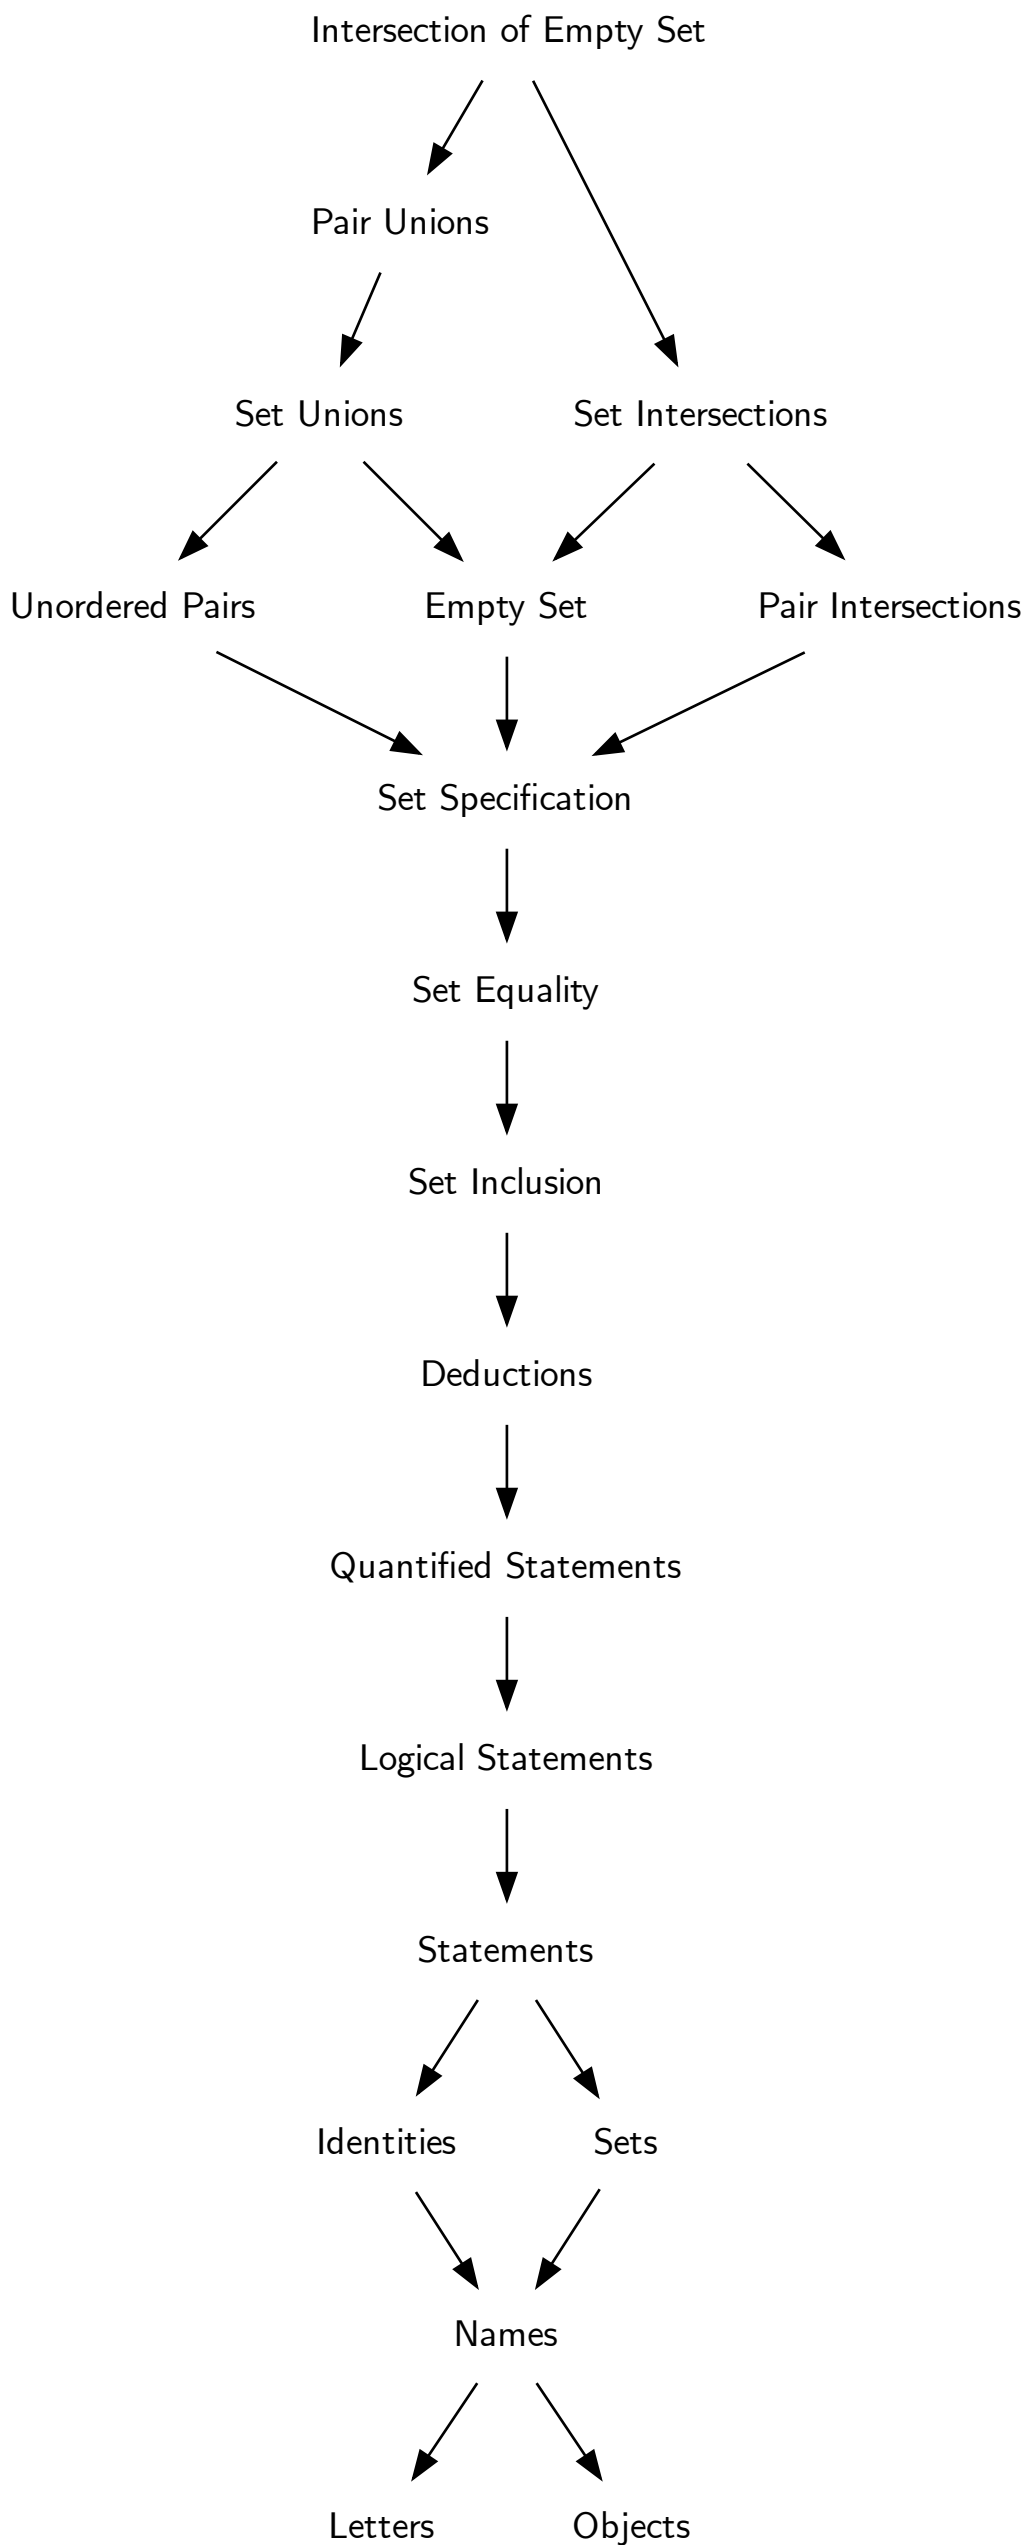 Intersection of Empty Set
Pair Unions
Set Unions
Set Intersections
Unordered Pairs
Empty Set
Pair Intersections
Set Specification
Set Equality
Set Inclusion
Deductions
Quantified Statements
Logical Statements
Statements
Identities
Sets
Names
Letters
Objects